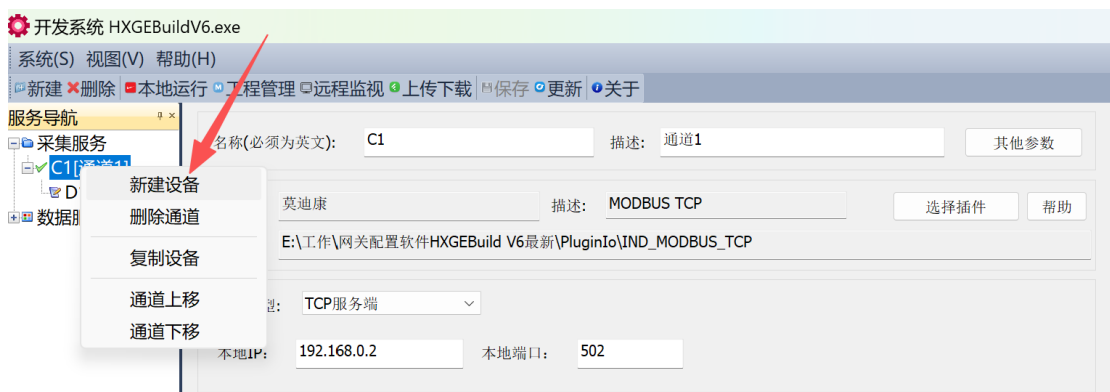 开发系统 HXGEBuildV6.exe
系统(S) 视图(V) 帮助(H)
新建 删除 本地运行 工程管理 远程监视 上传下载 保存 更新 关于
服务导航
采集服务
C1[通道1]
D
数据服
新建设备
删除通道
复制设备
通道上移
通道下移
名称(必须为英文): C1 描述: 通道1 其他参数
莫迪康 描述: MODBUS TCP 选择插件 帮助
E:\工作\网关配置软件HXGEBuild V6最新\PluginIo\IND_MODBUS_TCP
型: TCP服务端
本地IP: 192.168.0.2 本地端口: 502